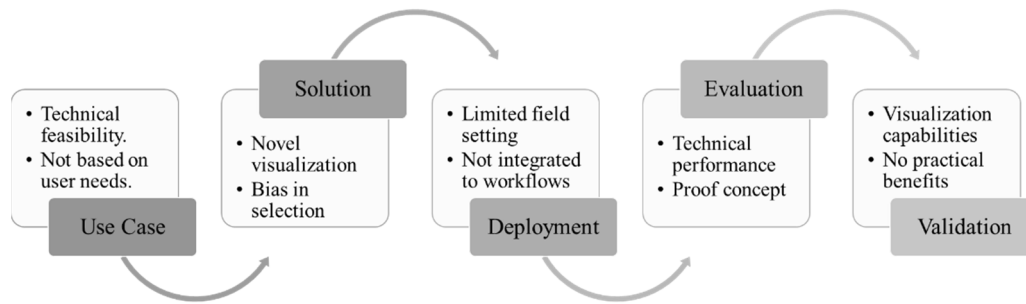 • Technical
feasibility.
• Not based on
user needs.
Use Case
Solution
• Novel
visualization
• Bias in
selection
• Limited field
setting
• Not integrated
to workflows
Deployment
Evaluation
• Technical
performance
• Proof concept
• Visualization
capabilities
• No practical
benefits
Validation